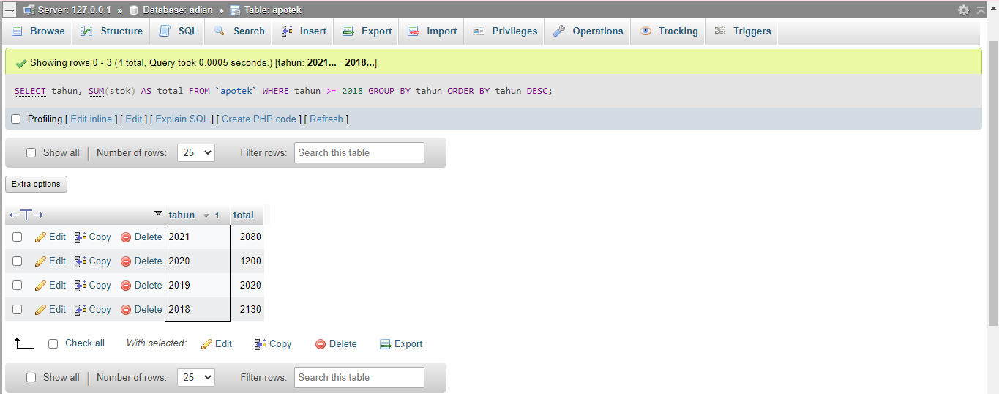 Server: 127.0.0.1 » Database: adian » Table: apotek
Browse Structure SQL Search Insert Export Import Privileges Operations Tracking Triggers
Showing rows 0 - 3 (4 total, Query took 0.0005 seconds.) [tahun: 2021... - 2018...]
SELECT tahun, SUM(stok) AS total FROM `apotek` WHERE tahun >= 2018 GROUP BY tahun ORDER BY tahun DESC;
Profiling [ Edit inline ] [ Edit ] [ Explain SQL ] [ Create PHP code ] [ Refresh ]
Show all Number of rows: 25 Filter rows: Search this table
Extra options
←T→ tahun 1 total
Edit Copy Delete 2021 2080
Edit Copy Delete 2020 1200
Edit Copy Delete 2019 2020
Edit Copy Delete 2018 2130
Check all With selected: Edit Copy Delete Export
Show all Number of rows: 25 Filter rows: Search this table